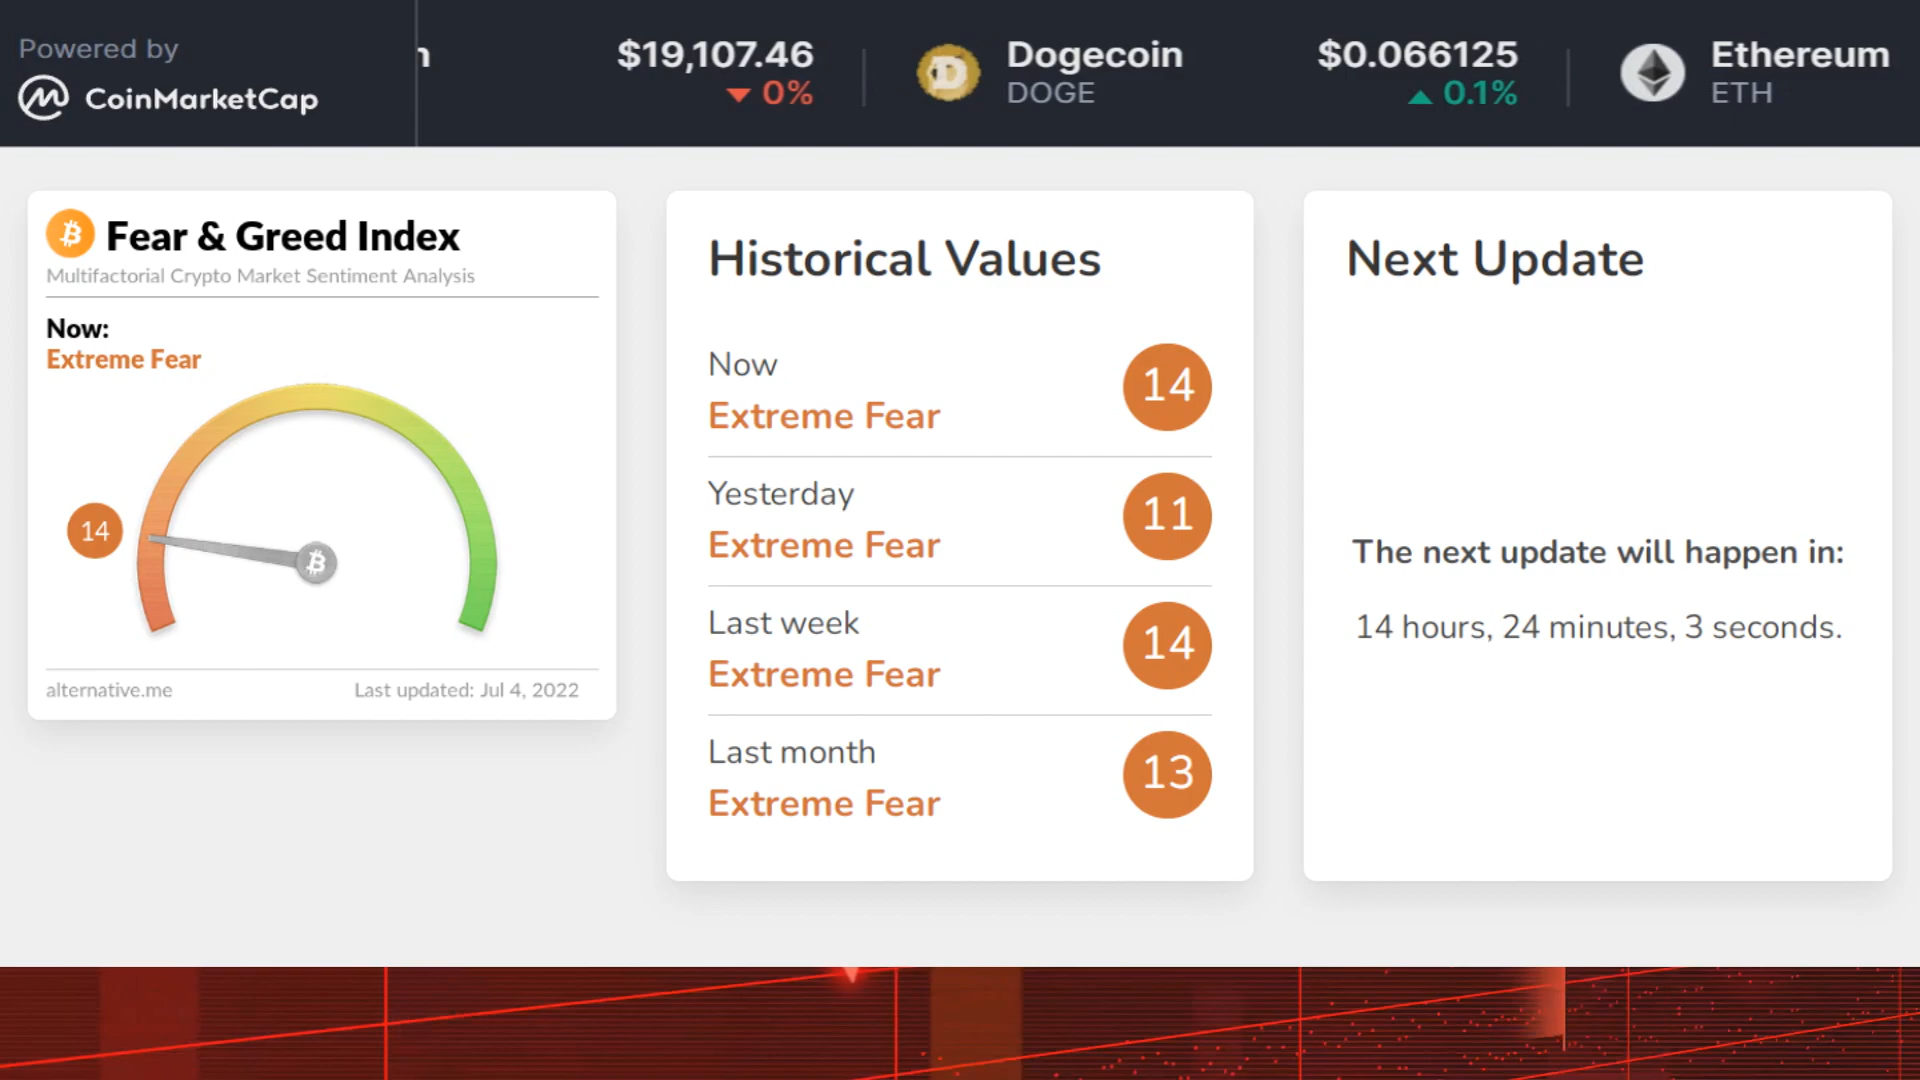 Powered by
CoinMarketCap
n
$19,107.46
0%
Dogecoin
DOGE
$0.066125
0.1%
Ethereum
ETH
Fear & Greed Index
Multifactorial Crypto Market Sentiment Analysis
Now:
Extreme Fear
14
alternative.me
Last updated: Jul 4, 2022
Historical Values
Now
Extreme Fear
14
Yesterday
Extreme Fear
11
Last week
Extreme Fear
14
Last month
Extreme Fear
13
Next Update
The next update will happen in:
14 hours, 24 minutes, 3 seconds.